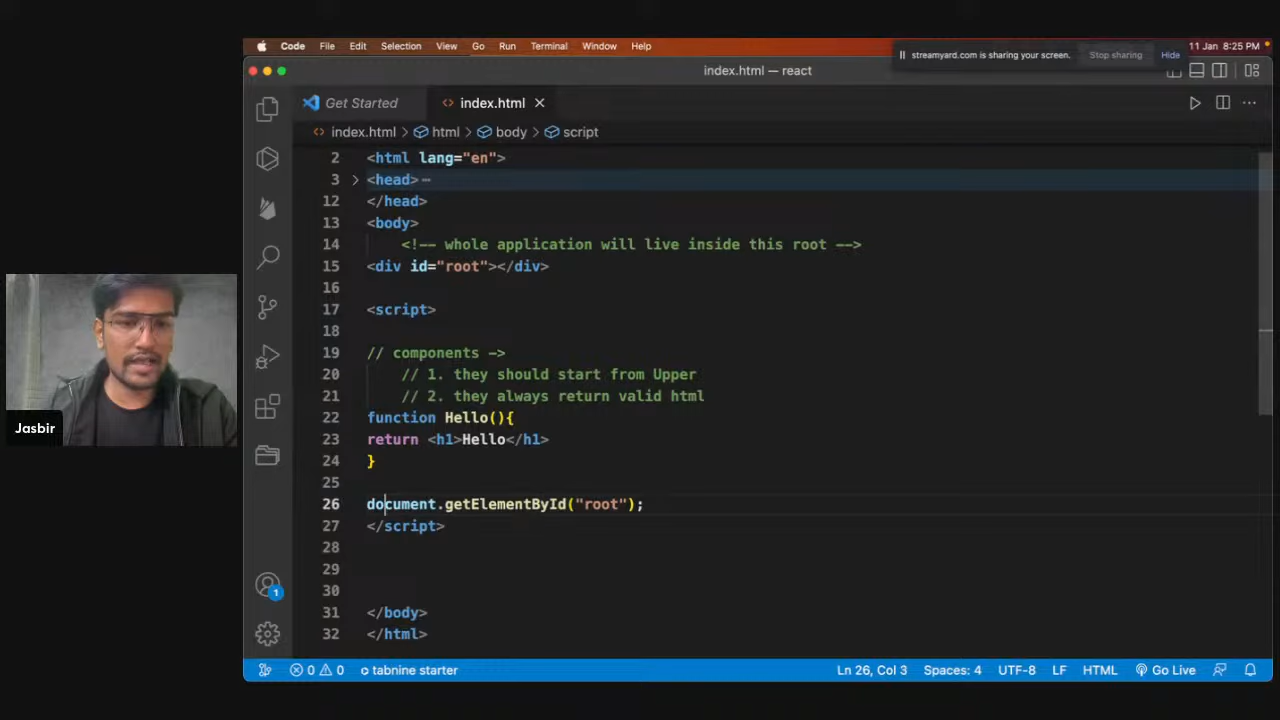 Code File Edit Selection View Go Run Terminal Window Help
streamyard.com is sharing your screen. Stop sharing Hide
11 Jan 8:25 PM
index.html — react
Get Started
index.html
index.html > html > body > script
2 <html lang="en">
3 <head>
12 </head>
13 <body>
14 <!-- whole application will live inside this root -->
15 <div id="root"></div>
16
17 <script>
18
19 // components ->
20 // 1. they should start from Upper
21 // 2. they always return valid html
22 function Hello(){
23 return <h1>Hello</h1>
24 }
25
26 document.getElementById("root");
27 </script>
28
29
30
31 </body>
32 </html>
Jasbir
1
0 0 tabnine starter Ln 26, Col 3 Spaces: 4 UTF-8 LF HTML Go Live